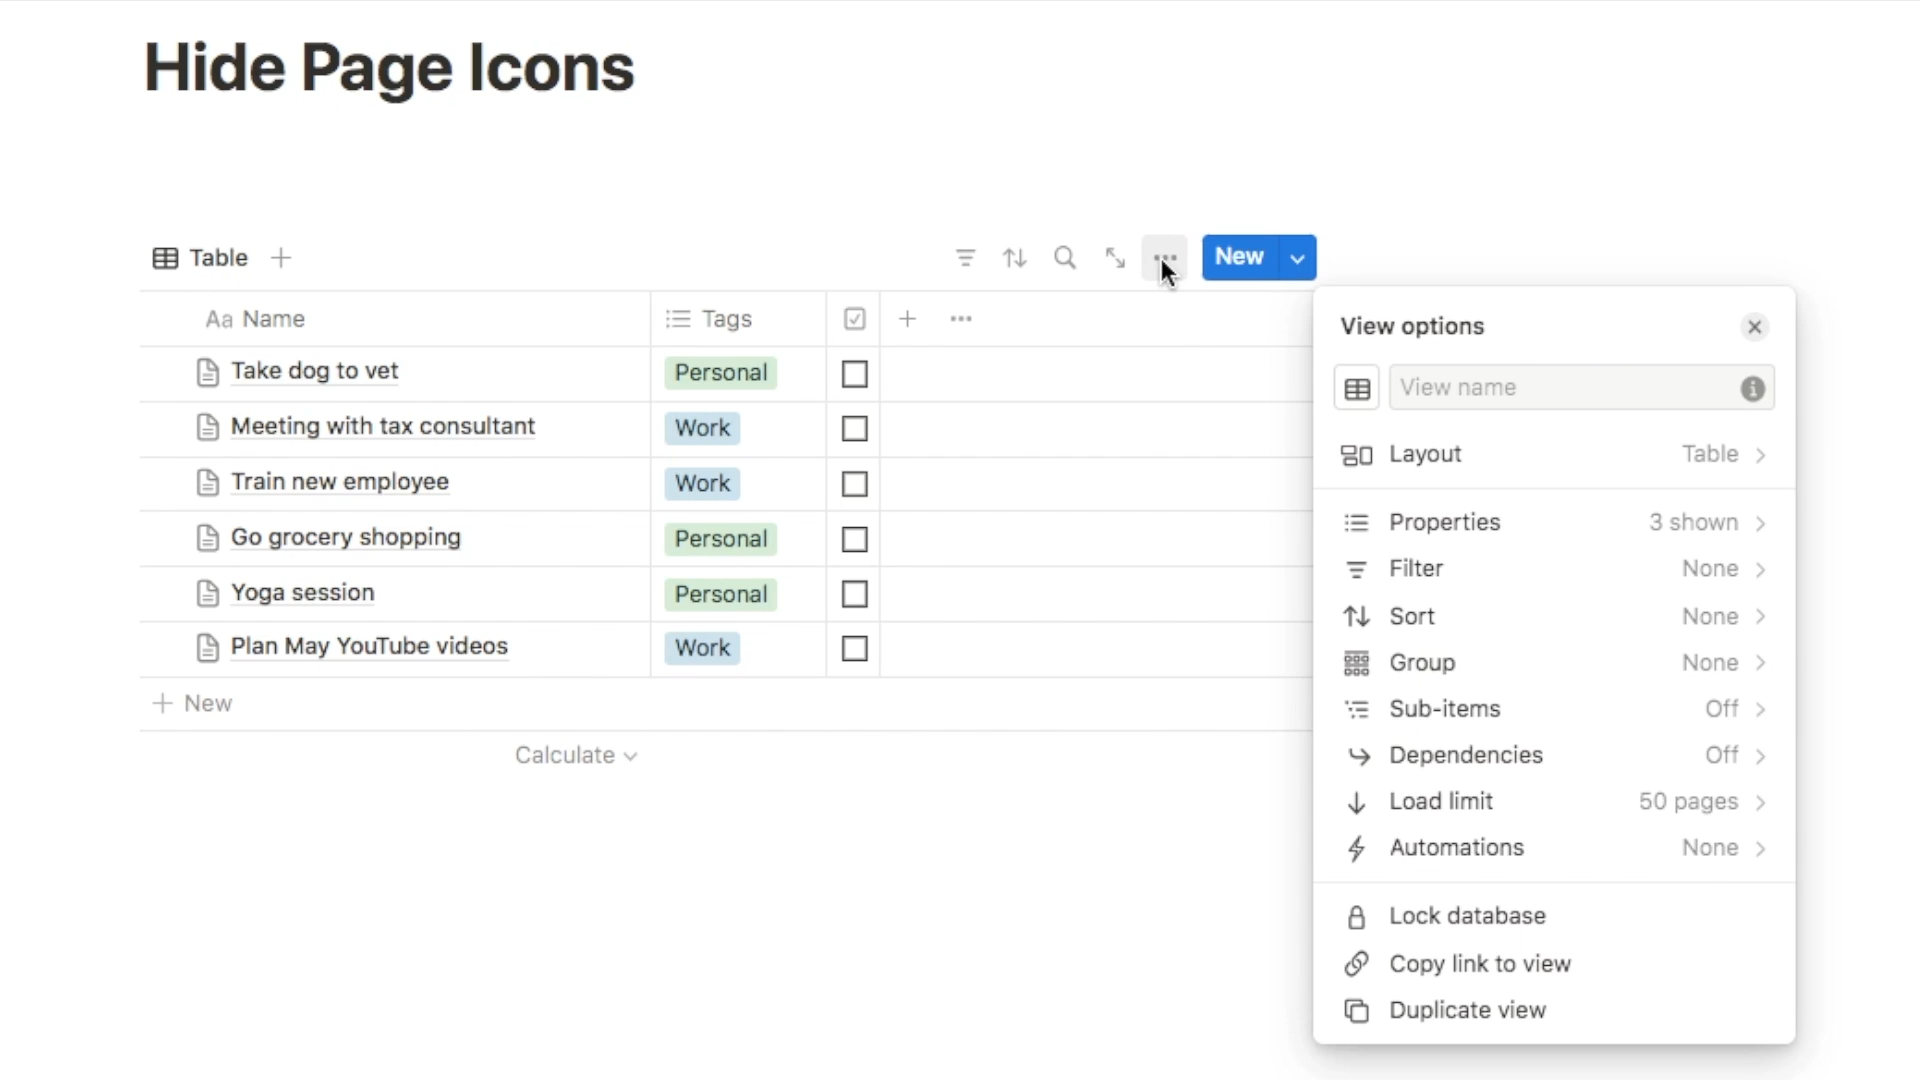 Hide Page Icons
Table
New
Aa Name
Tags
Take dog to vet
Personal
Meeting with tax consultant
Work
Train new employee
Work
Go grocery shopping
Personal
Yoga session
Personal
Plan May YouTube videos
Work
New
Calculate
View options
View name
Layout Table
Properties 3 shown
Filter None
Sort None
Group None
Sub-items Off
Dependencies Off
Load limit 50 pages
Automations None
Lock database
Copy link to view
Duplicate view